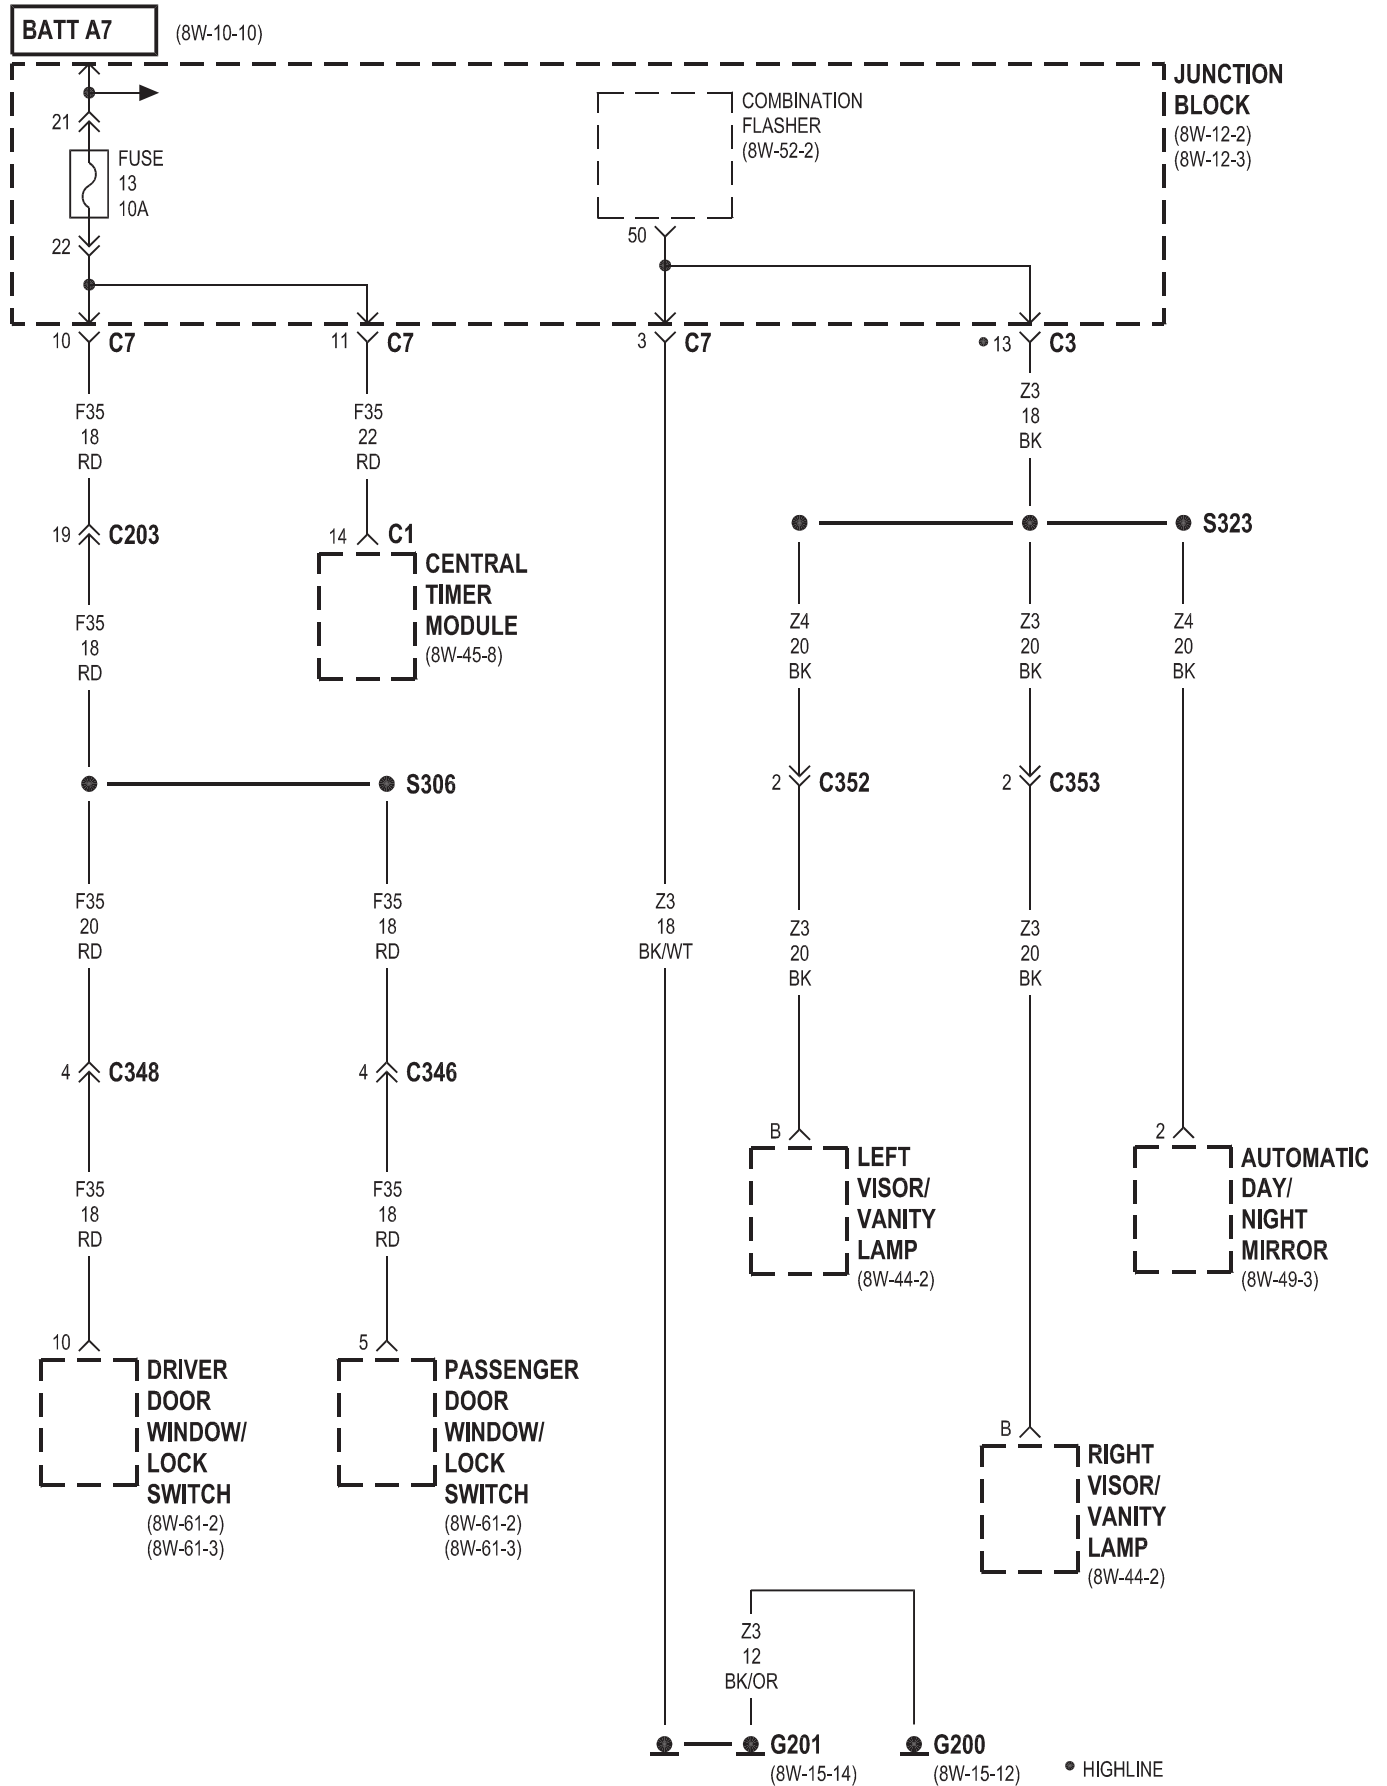 BATT A7
(8W-10-10)
JUNCTION
BLOCK
(8W-12-2)
(8W-12-3)
COMBINATION
FLASHER
(8W-52-2)
21
FUSE
13
10A
22
50
10
C7
11
C7
3
C7
13
C3
F35
18
RD
F35
22
RD
Z3
18
BK
19
C203
14
C1
CENTRAL
TIMER
MODULE
(8W-45-8)
S323
F35
18
RD
Z4
20
BK
Z3
20
BK
Z4
20
BK
S306
2
C352
2
C353
F35
20
RD
F35
18
RD
Z3
18
BK/WT
Z3
20
BK
Z3
20
BK
4
C348
4
C346
B
LEFT
VISOR/
VANITY
LAMP
(8W-44-2)
2
AUTOMATIC
DAY/
NIGHT
MIRROR
(8W-49-3)
F35
18
RD
F35
18
RD
10
DRIVER
DOOR
WINDOW/
LOCK
SWITCH
(8W-61-2)
(8W-61-3)
5
PASSENGER
DOOR
WINDOW/
LOCK
SWITCH
(8W-61-2)
(8W-61-3)
B
RIGHT
VISOR/
VANITY
LAMP
(8W-44-2)
Z3
12
BK/OR
G201
(8W-15-14)
G200
(8W-15-12)
HIGHLINE